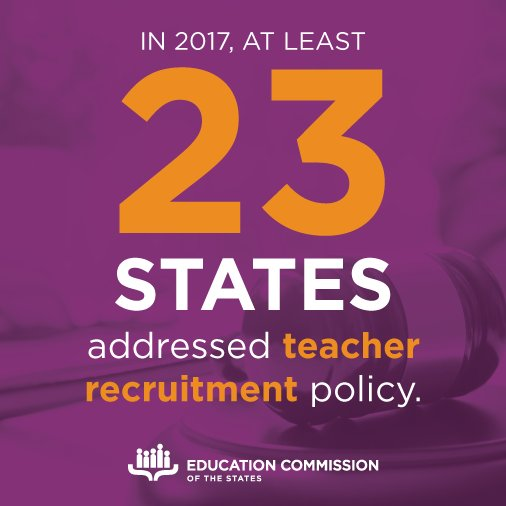 IN 2017, AT LEAST
23
STATES
addressed teacher
recruitment policy.
EDUCATION COMMISSION
OF THE STATES